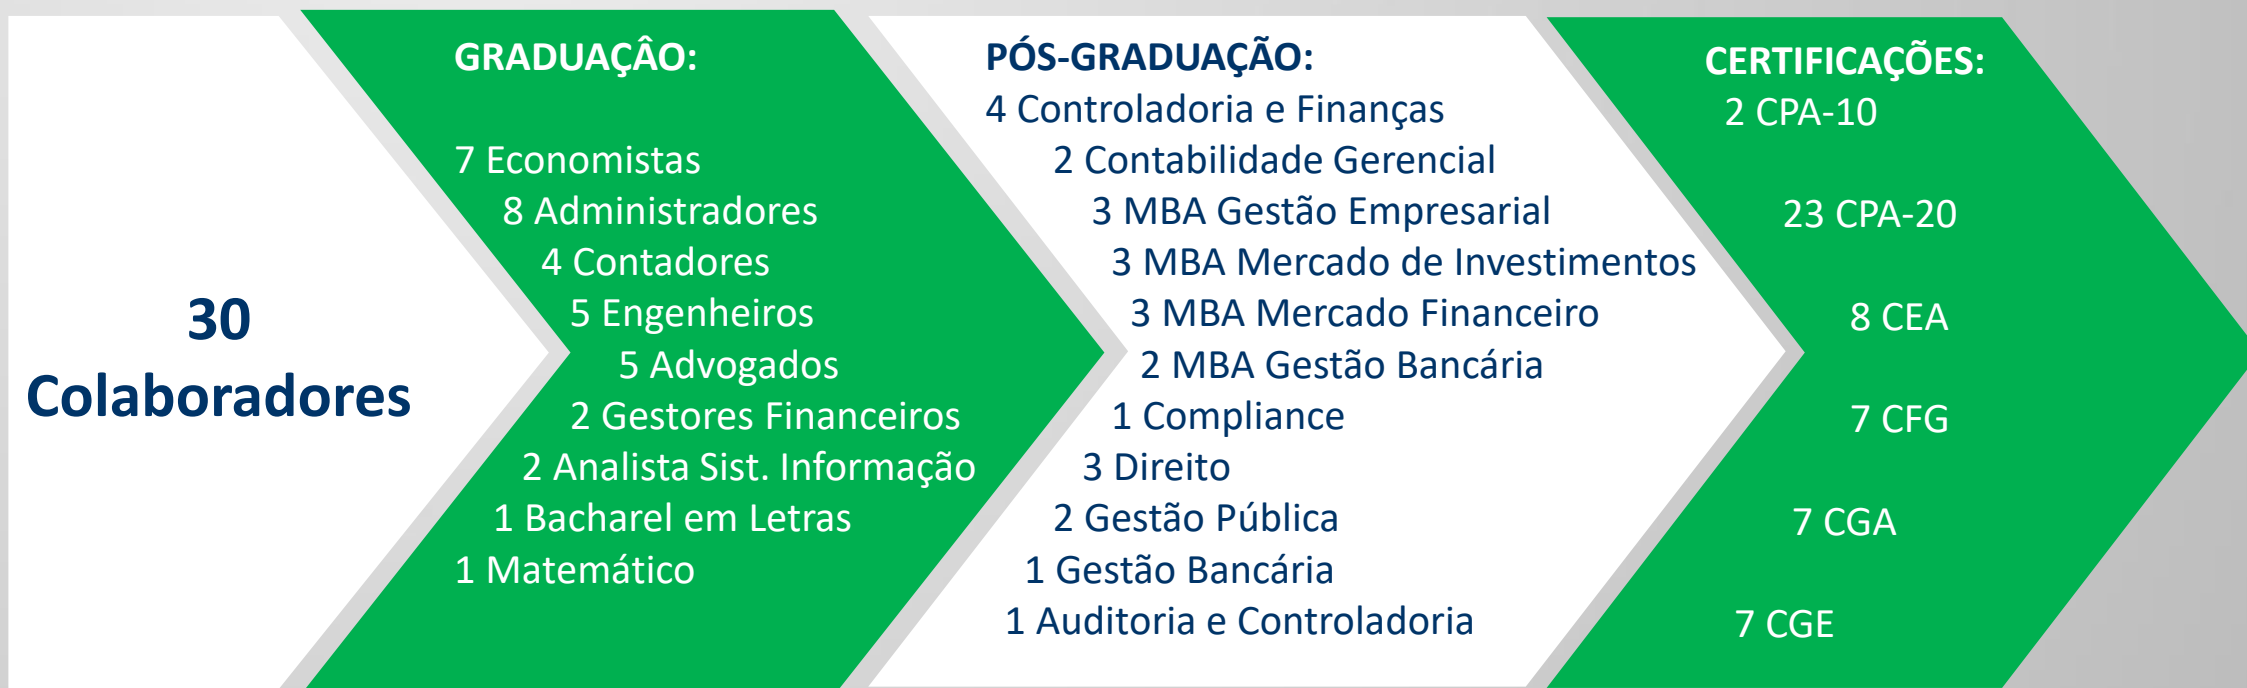 30
Colaboradores
GRADUAÇÂO:
7 Economistas
8 Administradores
4 Contadores
5 Engenheiros
5 Advogados
2 Gestores Financeiros
2 Analista Sist. Informação
1 Bacharel em Letras
1 Matemático
PÓS-GRADUAÇÃO:
4 Controladoria e Finanças
2 Contabilidade Gerencial
3 MBA Gestão Empresarial
3 MBA Mercado de Investimentos
3 MBA Mercado Financeiro
2 MBA Gestão Bancária
1 Compliance
3 Direito
2 Gestão Pública
1 Gestão Bancária
1 Auditoria e Controladoria
CERTIFICAÇÕES:
2 CPA-10
23 CPA-20
8 CEA
7 CFG
7 CGA
7 CGE